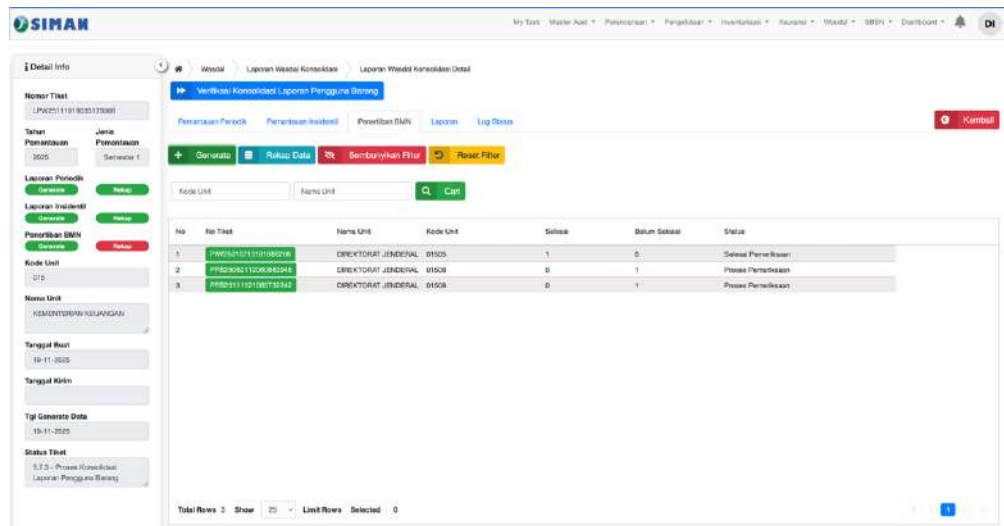 SIMAN
My Task Master Aset Perencanaan Pengelolaan Inventarisasi Asuransi Wasdal SBSN Dashboard DI
i Detail Info
Wasdal Laporan Wasdal Konsolidasi Laporan Wasdal Konsolidasi Detail
Verifikasi Konsolidasi Laporan Pengguna Barang
Nomor Tiket
Pemantauan Periodik Pemantauan Insidentil Penertiban BMN Laporan Log Status
Kembali
Tahun Pemantauan
Jenis Pemantauan
2025
Semester 1
Generate Rekap Data Sembunyikan Filter Reset Filter
Laporan Periodik
Generate Rekap
Kode Unit Nama Unit Cari
Laporan Insidentil
Generate Rekap
Penertiban BMN
Generate Rekap
No No Tiket Nama Unit Kode Unit Selesai Belum Selesai Status
1 DIREKTORAT JENDERAL 01505 1 0 Selesai Pemeriksaan
2 DIREKTORAT JENDERAL 01508 0 1 Proses Pemeriksaan
3 DIREKTORAT JENDERAL 01508 0 1 Proses Pemeriksaan
Kode Unit
015
Nama Unit
KEMENTERIAN KEUANGAN
Tanggal Buat
19-11-2025
Tanggal Kirim
Tgl Generate Data
19-11-2025
Status Tiket
Proses Konsolidasi
Laporan Pengguna Barang
Total Rows 3 Show 25 Limit Rows Selected 0
1